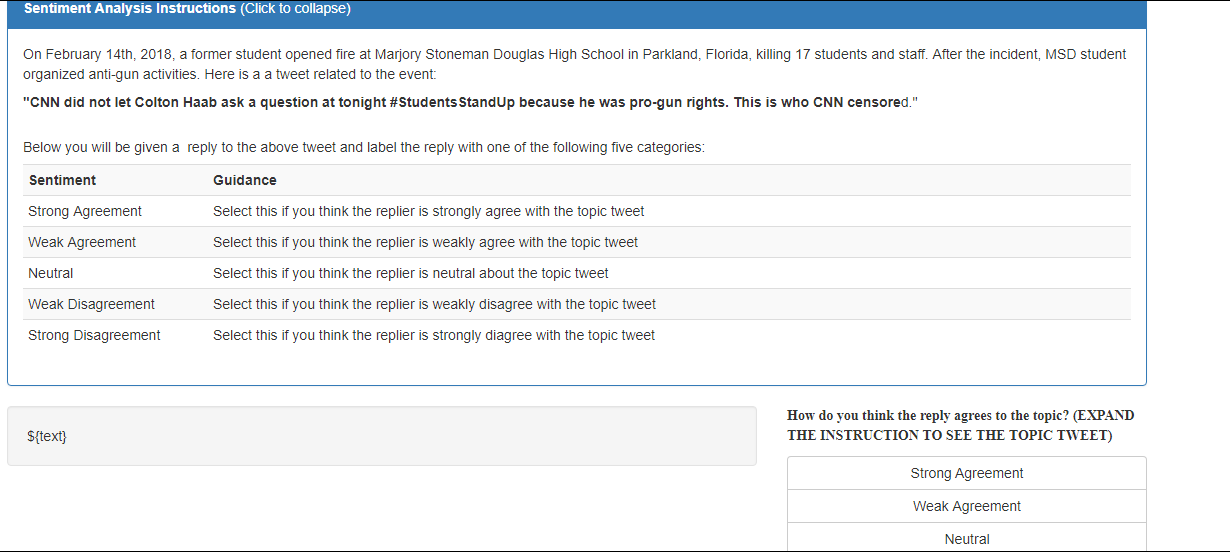 Sentiment Analysis Instructions (Click to collapse)
On February 14th, 2018, a former student opened fire at Marjory Stoneman Douglas High School in Parkland, Florida, killing 17 students and staff. After the incident, MSD student
organized anti-gun activities. Here is a a tweet related to the event:
"CNN did not let Colton Haab ask a question at tonight #StudentsStandUp because he was pro-gun rights. This is who CNN censored."
Below you will be given a reply to the above tweet and label the reply with one of the following five categories:
Sentiment Guidance
Strong Agreement Select this if you think the replier is strongly agree with the topic tweet
Weak Agreement Select this if you think the replier is weakly agree with the topic tweet
Neutral Select this if you think the replier is neutral about the topic tweet
Weak Disagreement Select this if you think the replier is weakly disagree with the topic tweet
Strong Disagreement Select this if you think the replier is strongly diagree with the topic tweet
${text}
How do you think the reply agrees to the topic? (EXPAND
THE INSTRUCTION TO SEE THE TOPIC TWEET)
Strong Agreement
Weak Agreement
Neutral